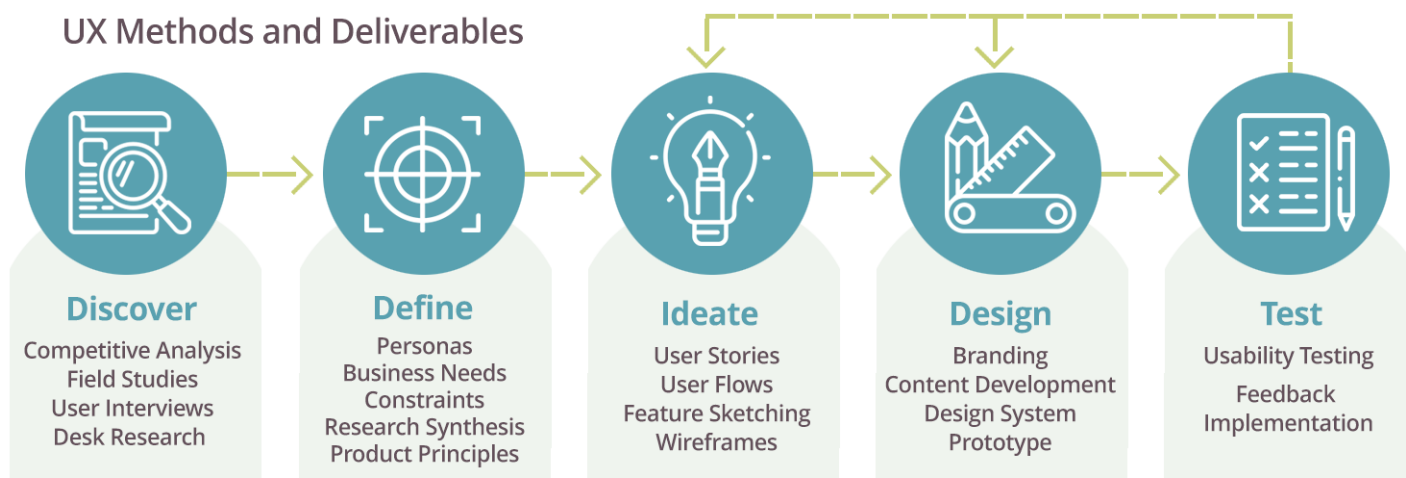 UX Methods and Deliverables
Discover
Competitive Analysis
Field Studies
User Interviews
Desk Research
Define
Personas
Business Needs
Constraints
Research Synthesis
Product Principles
Ideate
User Stories
User Flows
Feature Sketching
Wireframes
Design
Branding
Content Development
Design System
Prototype
Test
Usability Testing
Feedback
Implementation